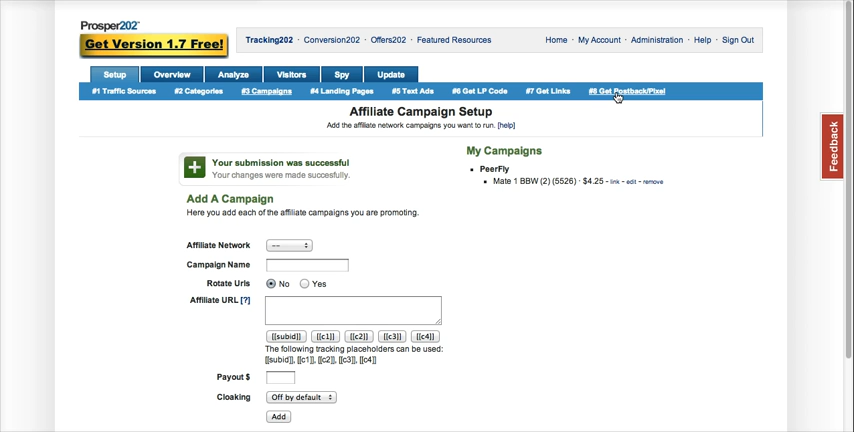 Prosper202
Get Version 1.7 Free!
Tracking202 · Conversion202 · Offers202 · Featured Resources
Home · My Account · Administration · Help · Sign Out
Setup Overview Analyze Visitors Spy Update
#1 Traffic Sources #2 Categories #3 Campaigns #4 Landing Pages #5 Text Ads #6 Get LP Code #7 Get Links #8 Get Postback/Pixel
Affiliate Campaign Setup
Add the affiliate network campaigns you want to run. [help]
Feedback
Your submission was successful
Your changes were made succesfully.
My Campaigns
PeerFly
Mate 1 BBW (2) (5526) · $4.25 - link - edit - remove
Add A Campaign
Here you add each of the affiliate campaigns you are promoting.
Affiliate Network --
Campaign Name
Rotate Urls No Yes
Affiliate URL [?]
[[subid]] [[c1]] [[c2]] [[c3]] [[c4]]
The following tracking placeholders can be used:
[[subid]], [[c1]], [[c2]], [[c3]], [[c4]]
Payout $
Cloaking Off by default
Add